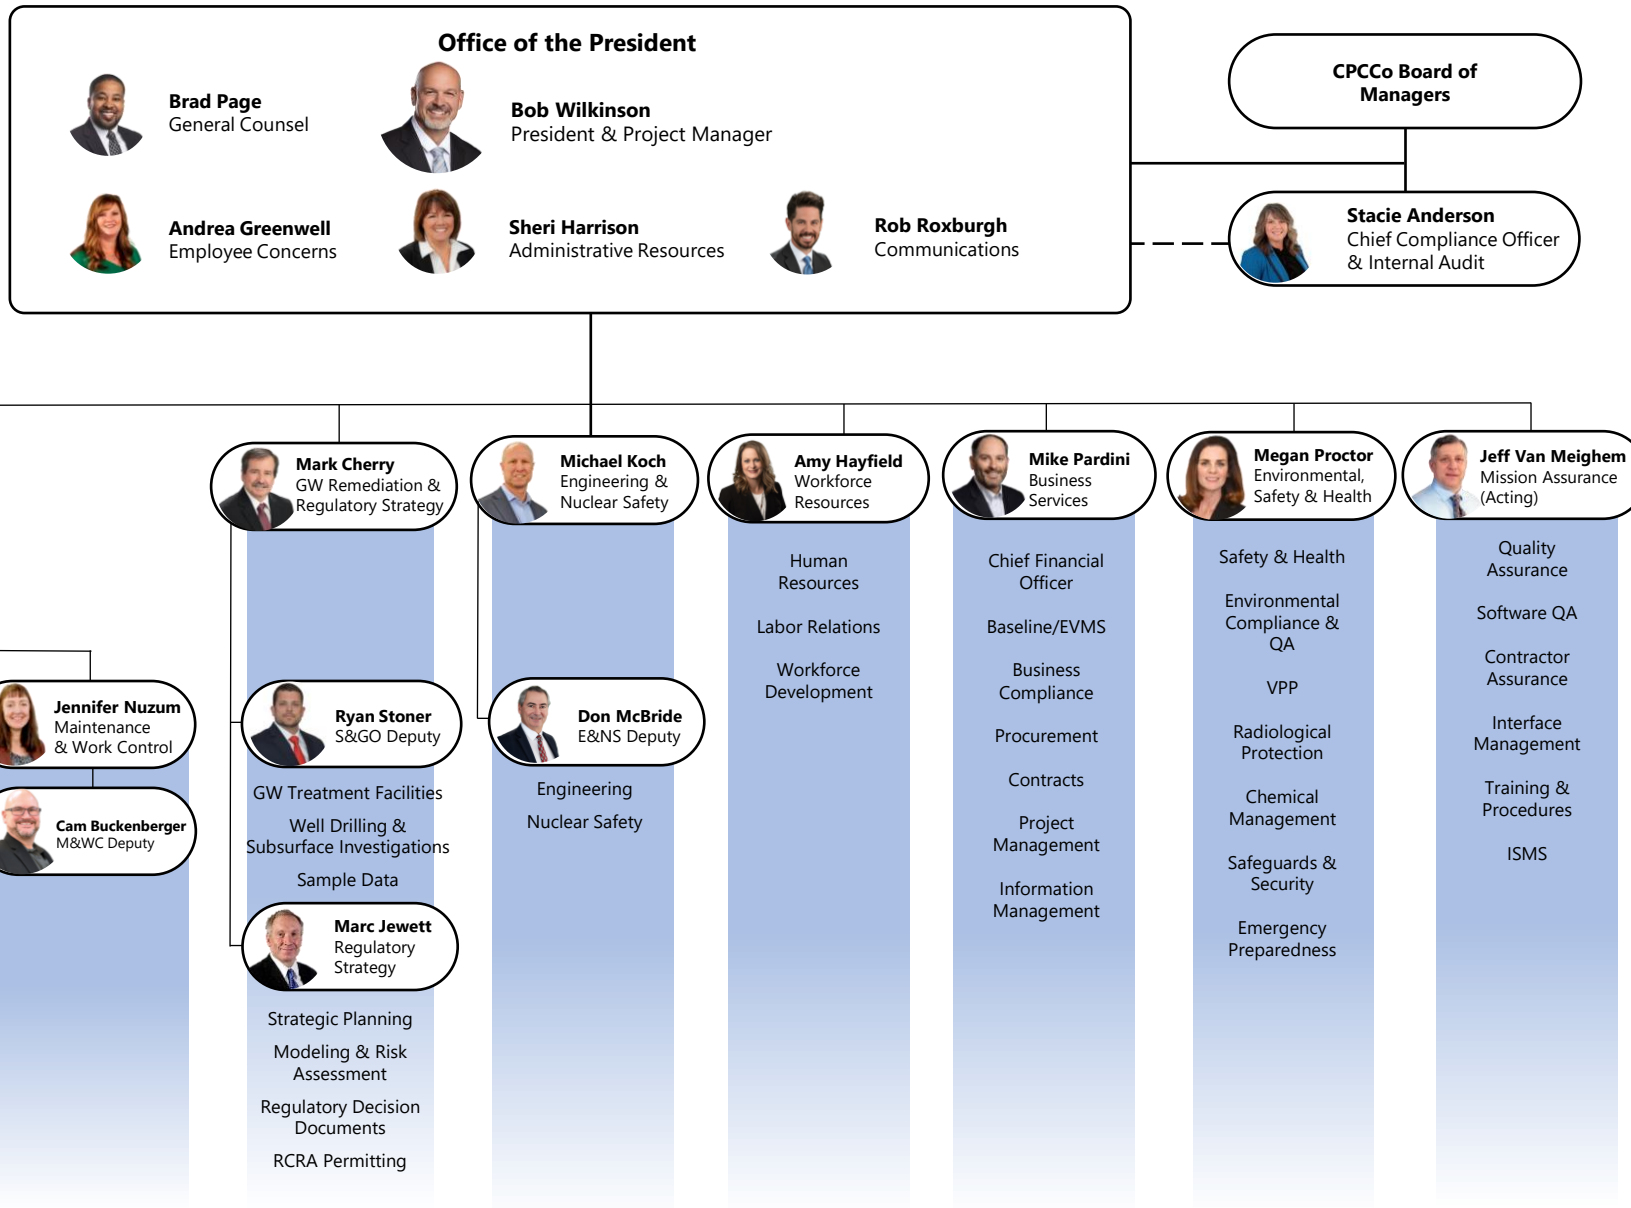 Office of the President
Brad Page
General Counsel
Bob Wilkinson
President & Project Manager
Andrea Greenwell
Employee Concerns
Sheri Harrison
Administrative Resources
Rob Roxburgh
Communications
CPCCo Board of
Managers
Stacie Anderson
Chief Compliance Officer
& Internal Audit
Jennifer Nuzum
Maintenance
& Work Control
Cam Buckenberger
M&WC Deputy
Mark Cherry
GW Remediation &
Regulatory Strategy
Ryan Stoner
S&GO Deputy
GW Treatment Facilities
Well Drilling &
Subsurface Investigations
Sample Data
Marc Jewett
Regulatory
Strategy
Strategic Planning
Modeling & Risk
Assessment
Regulatory Decision
Documents
RCRA Permitting
Michael Koch
Engineering &
Nuclear Safety
Don McBride
E&NS Deputy
Engineering
Nuclear Safety
Amy Hayfield
Workforce
Resources
Human
Resources
Labor Relations
Workforce
Development
Mike Pardini
Business
Services
Chief Financial
Officer
Baseline/EVMS
Business
Compliance
Procurement
Contracts
Project
Management
Information
Management
Megan Proctor
Environmental,
Safety & Health
Safety & Health
Environmental
Compliance &
QA
VPP
Radiological
Protection
Chemical
Management
Safeguards &
Security
Emergency
Preparedness
Jeff Van Meighem
Mission Assurance
(Acting)
Quality
Assurance
Software QA
Contractor
Assurance
Interface
Management
Training &
Procedures
ISMS